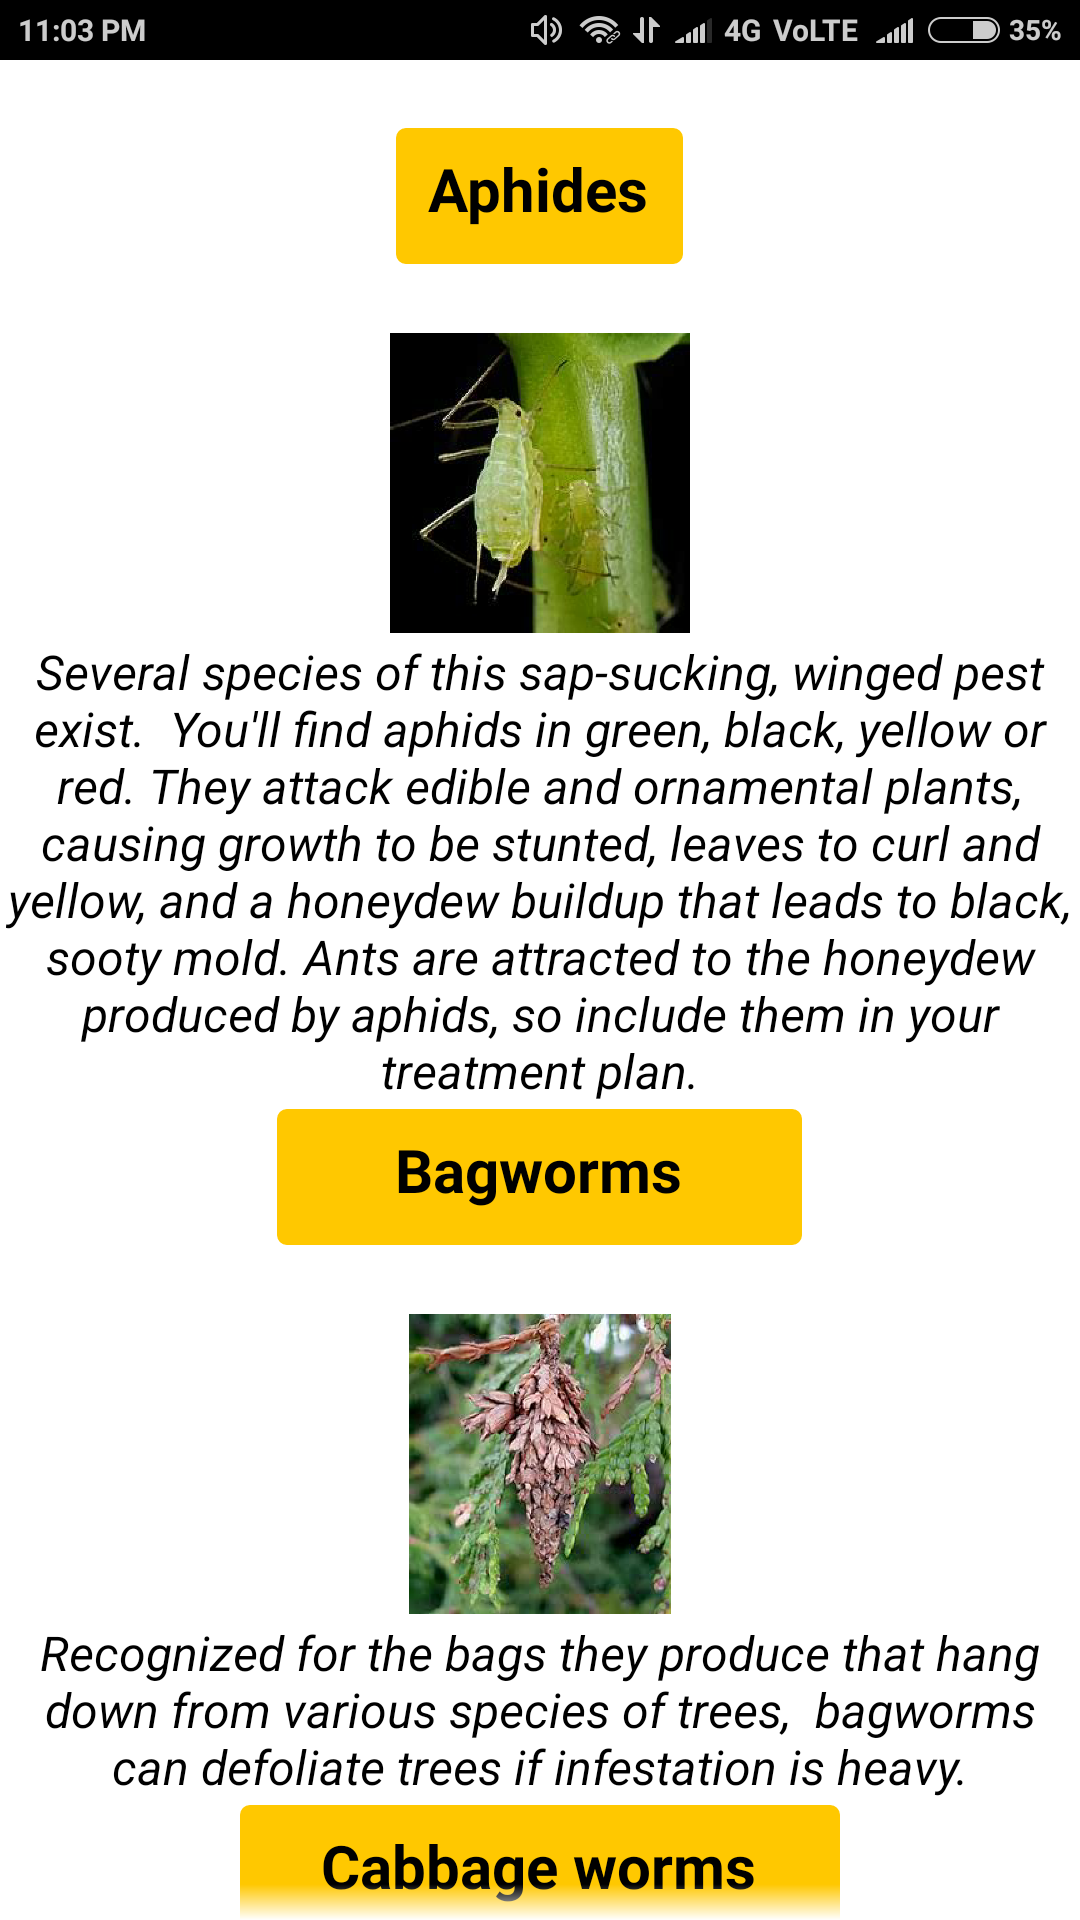 11:03 PM 4G VoLTE 35%
Aphides
Several species of this sap-sucking, winged pest
exist.  You'll find aphids in green, black, yellow or
red. They attack edible and ornamental plants,
causing growth to be stunted, leaves to curl and
yellow, and a honeydew buildup that leads to black,
sooty mold. Ants are attracted to the honeydew
produced by aphids, so include them in your
treatment plan.
Bagworms
Recognized for the bags they produce that hang
down from various species of trees,  bagworms
can defoliate trees if infestation is heavy.
Cabbage worms